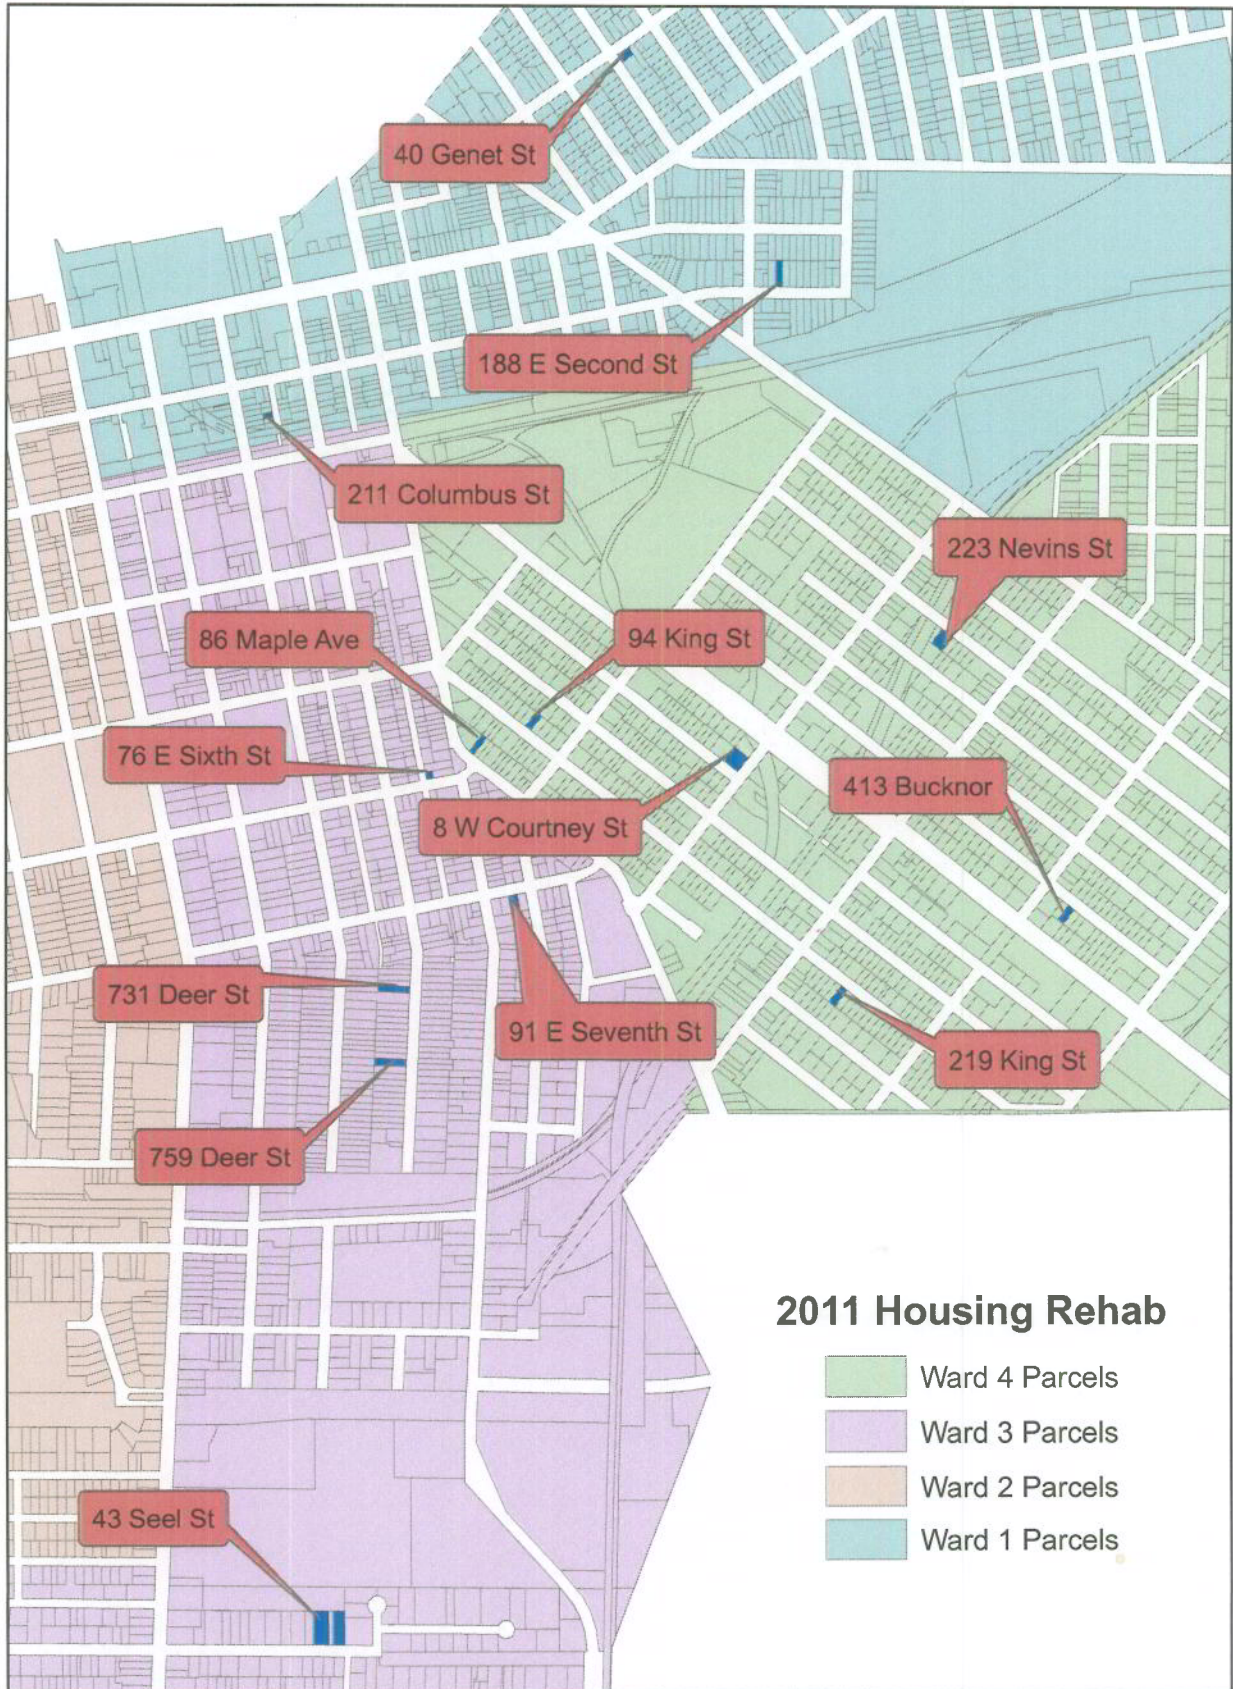 40 Genet St
188 E Second St
211 Columbus St
223 Nevins St
86 Maple Ave
94 King St
76 E Sixth St
8 W Courtney St
413 Bucknor
731 Deer St
91 E Seventh St
219 King St
759 Deer St
43 Seel St
2011 Housing Rehab
Ward 4 Parcels
Ward 3 Parcels
Ward 2 Parcels
Ward 1 Parcels